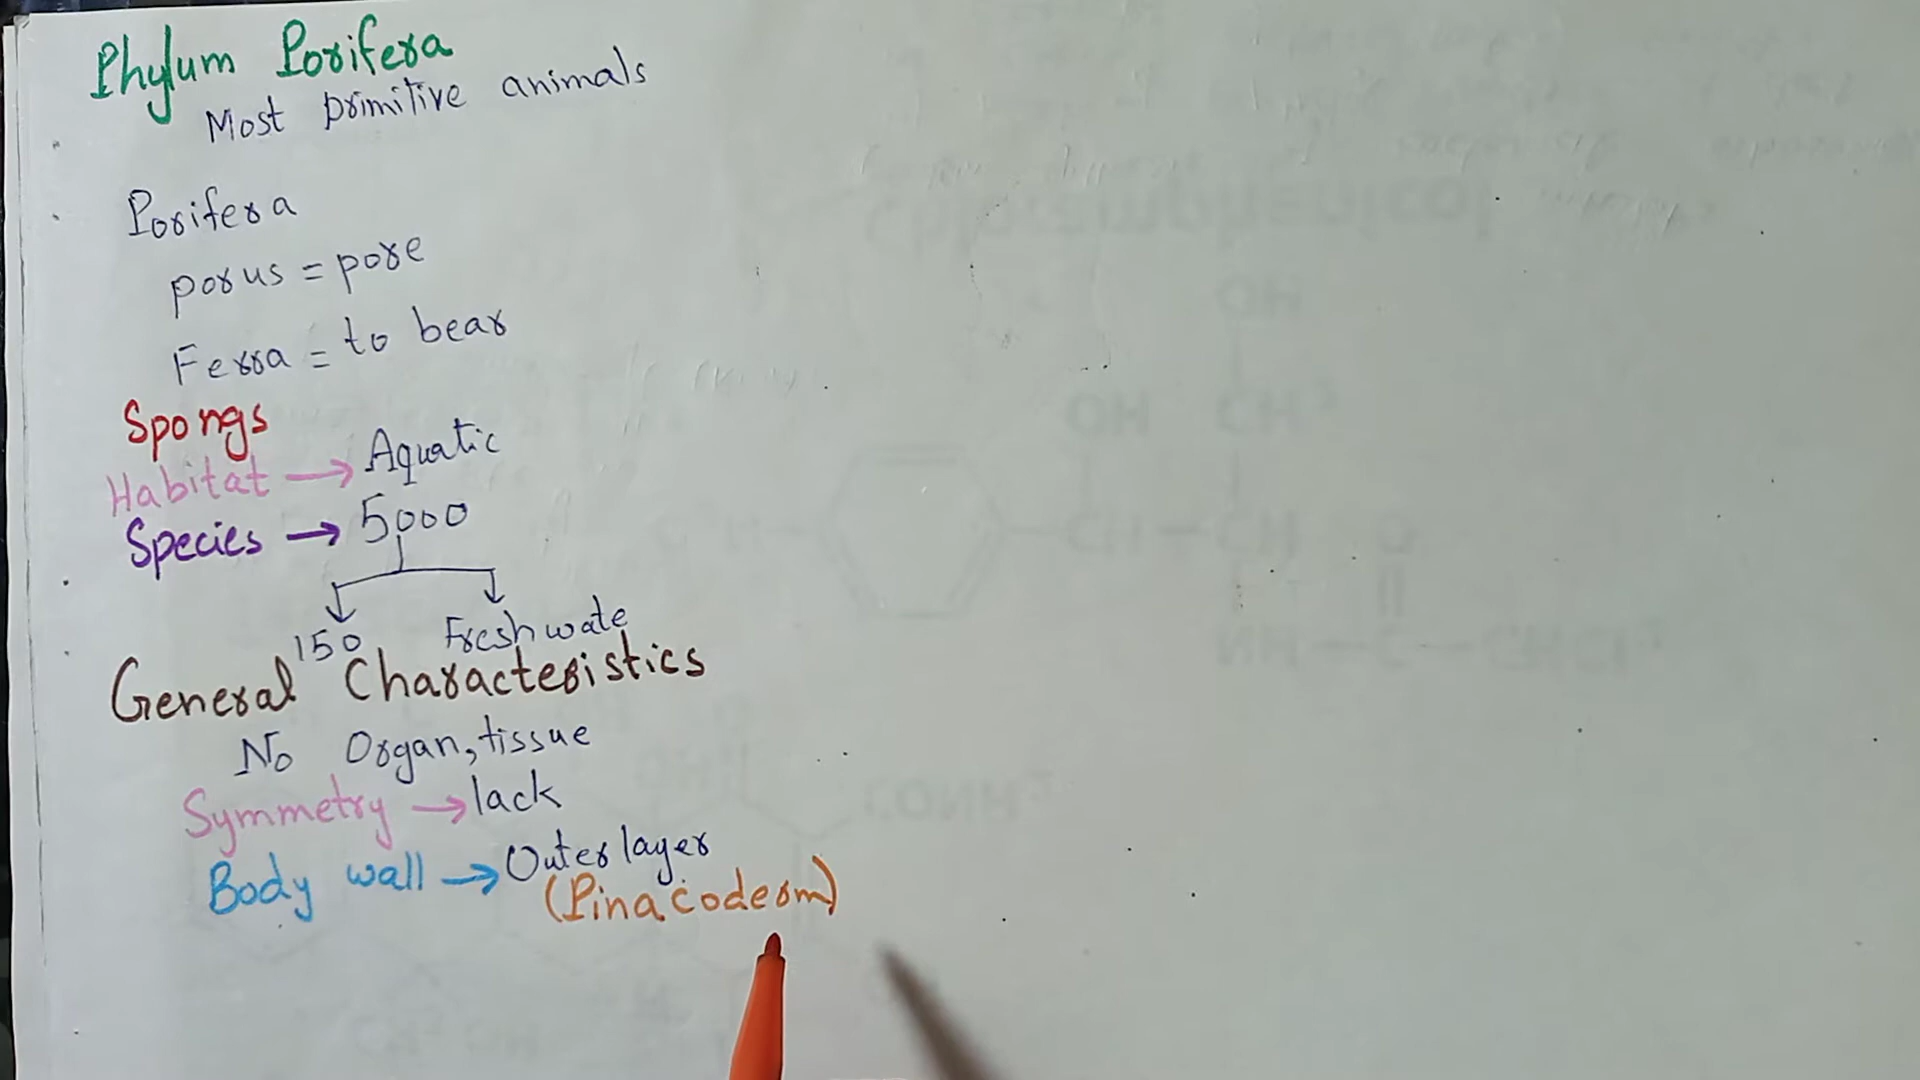 Phylum Porifera
Most primitive animals
Porifera
porus = pore
Ferra = to bear
Spongs
Habitat → Aquatic
Species → 5000
150 Freshwate
General Characteristics
No Organ, tissue
Symmetry → lack
Body wall → Outer layer
(Pinacoderm)